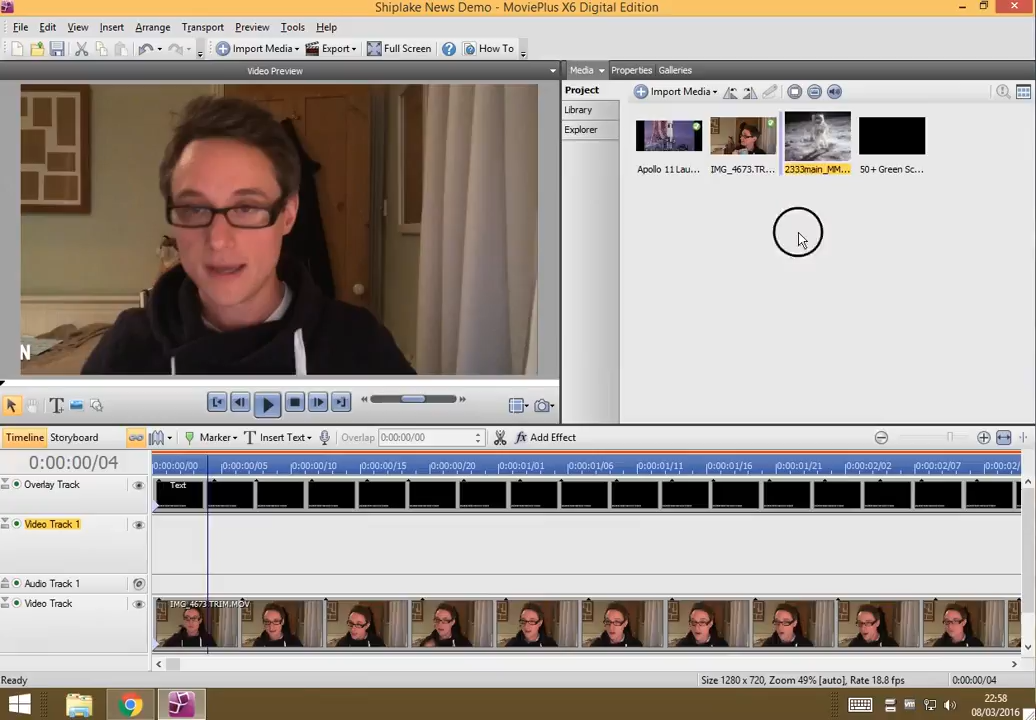 Shiplake News Demo - MoviePlus X6 Digital Edition
File Edit View Insert Arrange Transport Preview Tools Help
Import Media Export Full Screen ? How To
Video Preview
Media Properties Galleries
Project
Import Media
Library
Explorer
Apollo 11 Lau... IMG_4673.TR... 2333main_MM... 50+ Green Sc...
N
Timeline Storyboard Marker Insert Text Overlap 0:00:00/00 fx Add Effect
0:00:00/04
0:00:00/00 0:00:00/05 0:00:00/10 0:00:00/15 0:00:00/20 0:00:01/01 0:00:01/06 0:00:01/11 0:00:01/16 0:00:01/21 0:00:02/02 0:00:02/07 0:00:02/
Overlay Track
Text
Video Track 1
Audio Track 1
Video Track
IMG_4673 TRIM.MOV
Ready
Size 1280 x 720, Zoom 49% [auto], Rate 18.8 fps
0:00:00/04
22:58
08/03/2016